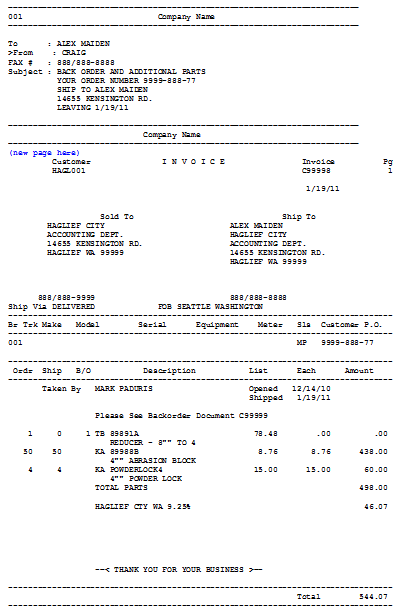 001 Company Name
To : ALEX MAIDEN
>From : CRAIG
FAX # : 888/888-8888
Subject : BACK ORDER AND ADDITIONAL PARTS
YOUR ORDER NUMBER 9999-888-77
SHIP TO ALEX MAIDEN
14655 KENSINGTON RD.
LEAVING 1/19/11
Company Name
(new page here)
Customer I N V O I C E Invoice Pg
HAGL001 C99998 1
1/19/11
Sold To Ship To
HAGLIEF CITY ALEX MAIDEN
ACCOUNTING DEPT. HAGLIEF CITY
14655 KENSINGTON RD. ACCOUNTING DEPT.
HAGLIEF WA 99999 14655 KENSINGTON RD.
HAGLIEF WA 99999
888/888-9999 888/888-8888
Ship Via DELIVERED FOB SEATTLE WASHINGTON
Br Trk Make Model Serial Equipment Meter Sls Customer P.O.
001 MP 9999-888-77
Ordr Ship B/O Description List Each Amount
Taken By MARK PADURIS Opened 12/14/10
Shipped 1/19/11
Please See Backorder Document C99999
1 0 1 TB 89891A 78.48 .00 .00
REDUCER - 8"" TO 4
50 50 KA 89988B 8.76 8.76 438.00
4"" ABRASION BLOCK
4 4 KA POWDERLOCK4 15.00 15.00 60.00
4"" POWDER LOCK
TOTAL PARTS 498.00
HAGLIEF CTY WA 9.25% 46.07
--< THANK YOU FOR YOUR BUSINESS >--
Total 544.07